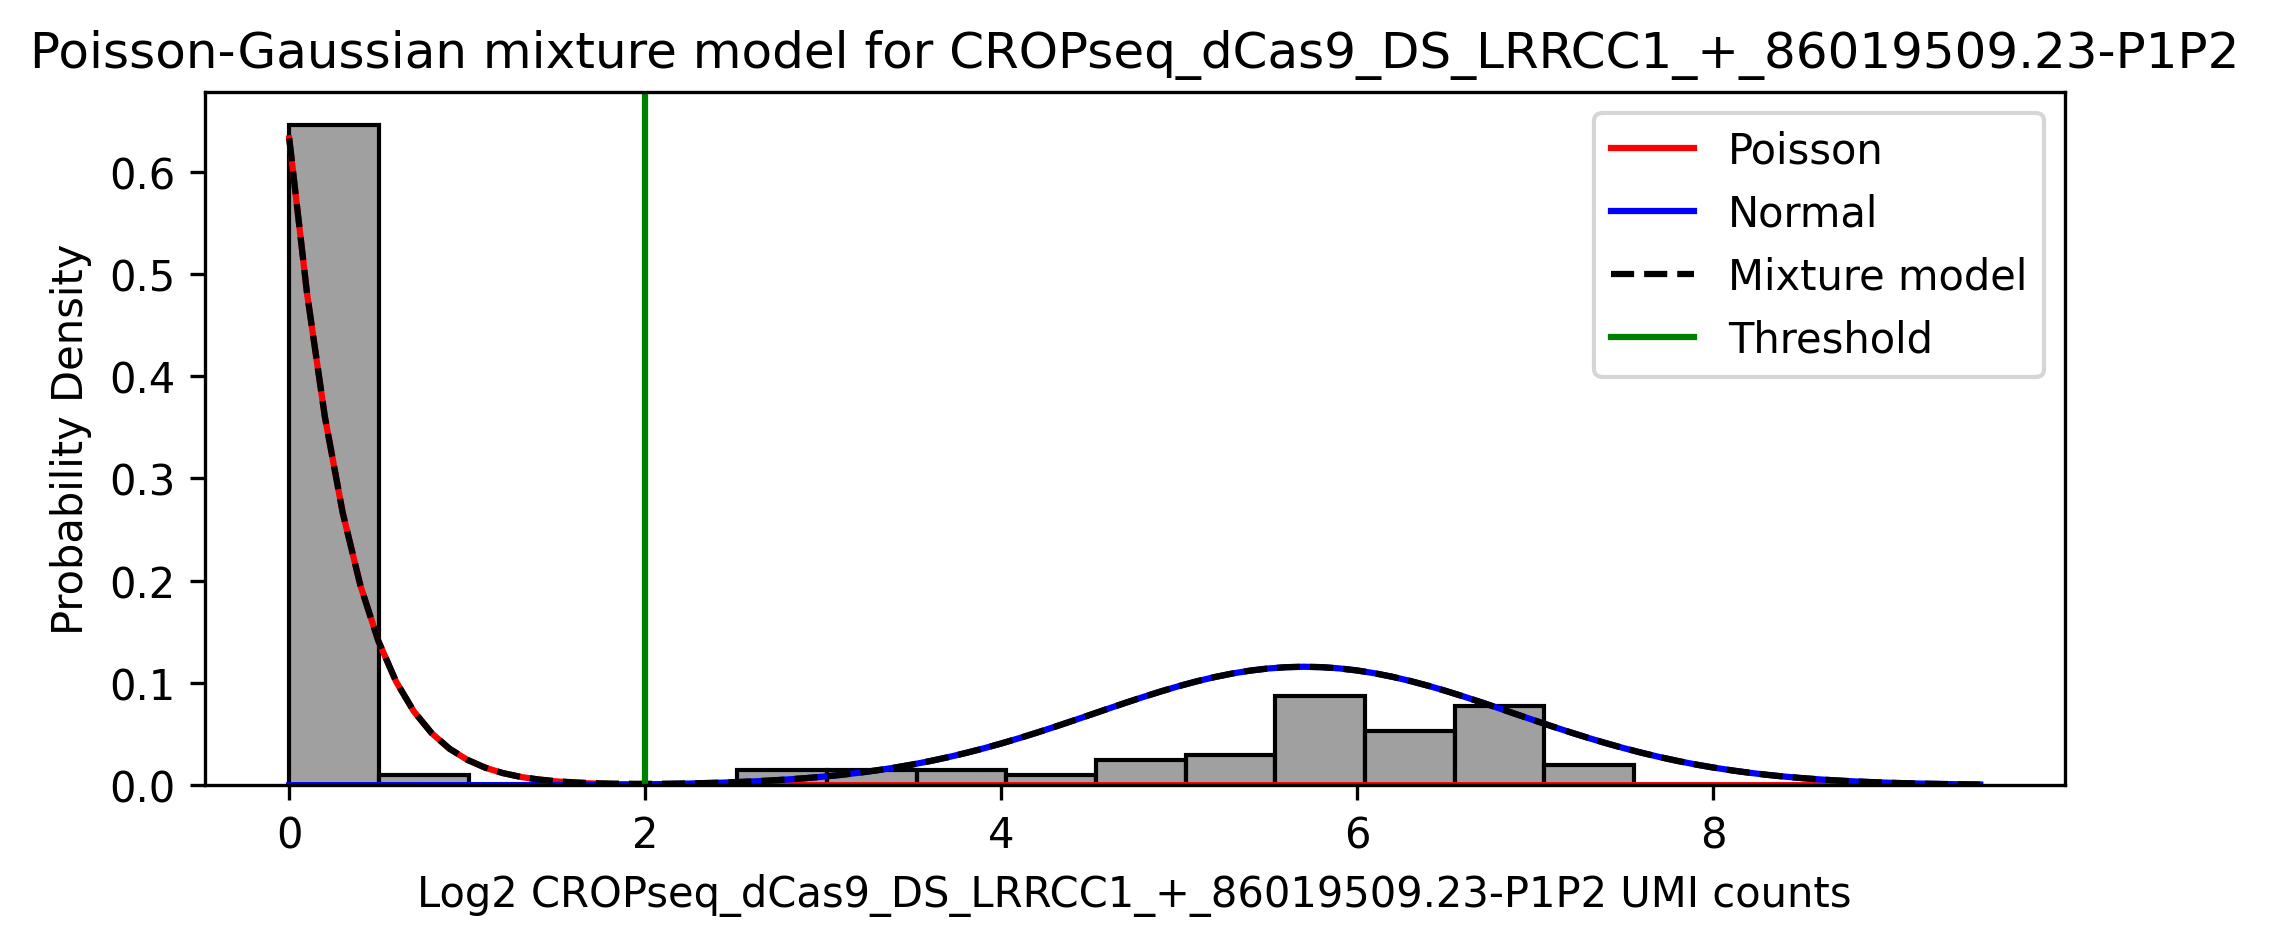 Poisson-Gaussian mixture model for CROPseq_dCas9_DS_LRRCC1_+_86019509.23-P1P2
Poisson
Normal
Mixture model
Threshold
Probability Density
0.6
0.5
0.4
0.3
0.2
0.1
0.0
0 2 4 6 8
Log2 CROPseq_dCas9_DS_LRRCC1_+_86019509.23-P1P2 UMI counts